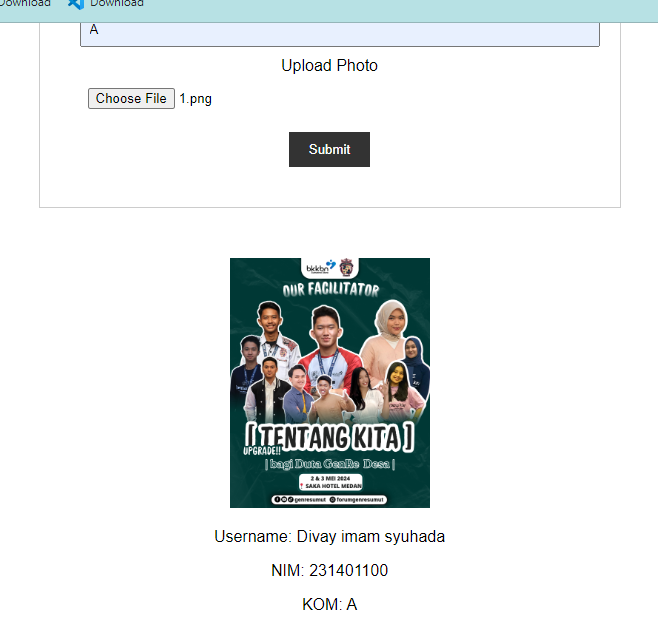 Download Download
A
Upload Photo
Choose File 1.png
Submit
bkkbn
OUR FACILITATOR
[ TENTANG KITA ]
UPGRADE!!
| bagi Duta GenRe Desa |
2 & 3 MEI 2024
SAKA HOTEL MEDAN
genresumut forumgenresumut
Username: Divay imam syuhada
NIM: 231401100
KOM: A